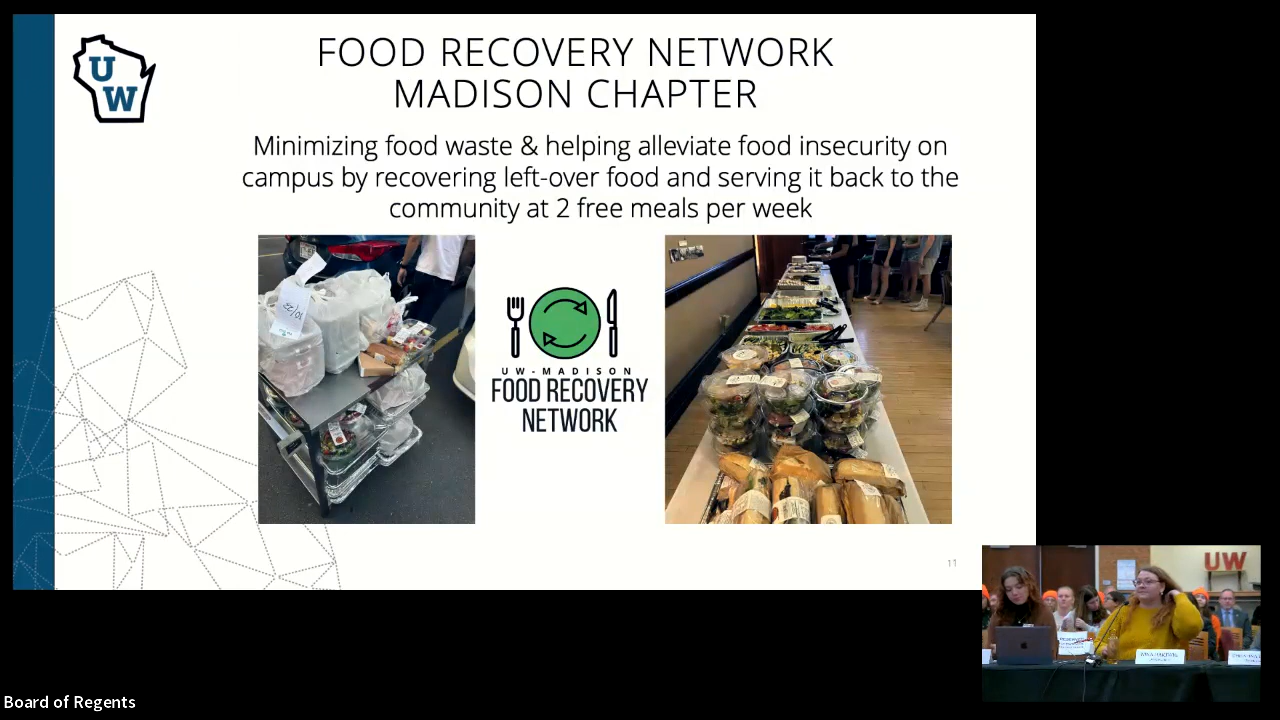 FOOD RECOVERY NETWORK
MADISON CHAPTER
UW
Minimizing food waste & helping alleviate food insecurity on
campus by recovering left-over food and serving it back to the
community at 2 free meals per week
UW-MADISON
FOOD RECOVERY
NETWORK
11
UW
Board of Regents